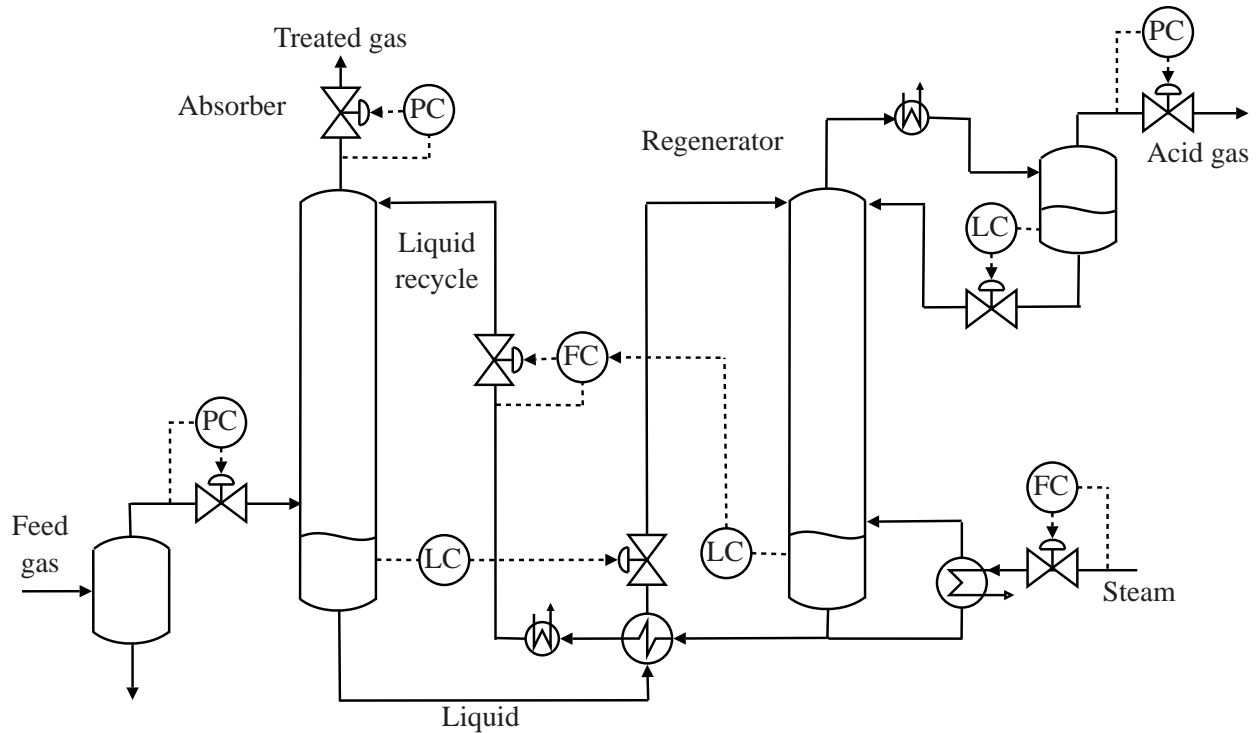 Treated gas
PC
Absorber
PC
Regenerator
Acid gas
Liquid
recycle
LC
FC
PC
FC
Feed
gas
LC
LC
Steam
Liquid